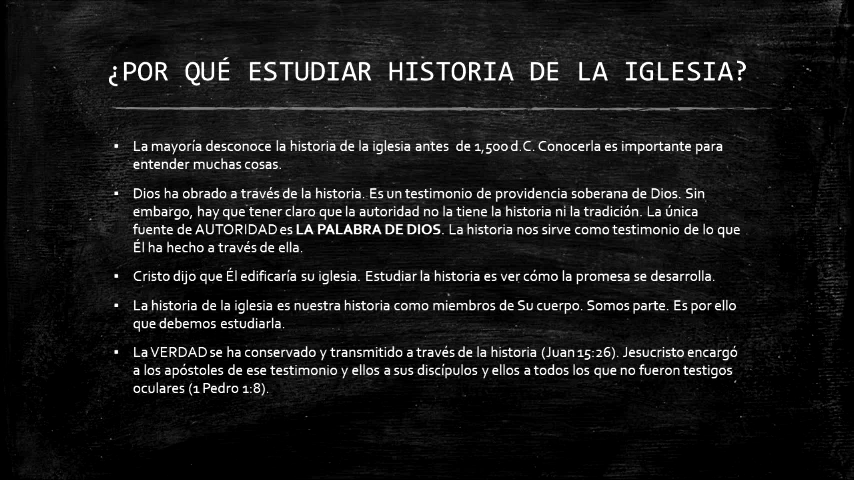 ¿POR QUÉ ESTUDIAR HISTORIA DE LA IGLESIA?
▪ La mayoría desconoce la historia de la iglesia antes  de 1,500 d.C. Conocerla es importante para
entender muchas cosas.
▪ Dios ha obrado a través de la historia. Es un testimonio de providencia soberana de Dios. Sin
embargo, hay que tener claro que la autoridad no la tiene la historia ni la tradición. La única
fuente de AUTORIDAD es LA PALABRA DE DIOS. La historia nos sirve como testimonio de lo que
Él ha hecho a través de ella.
▪ Cristo dijo que Él edificaría su iglesia. Estudiar la historia es ver cómo la promesa se desarrolla.
▪ La historia de la iglesia es nuestra historia como miembros de Su cuerpo. Somos parte. Es por ello
que debemos estudiarla.
▪ La VERDAD se ha conservado y transmitido a través de la historia (Juan 15:26). Jesucristo encargó
a los apóstoles de ese testimonio y ellos a sus discípulos y ellos a todos los que no fueron testigos
oculares (1 Pedro 1:8).